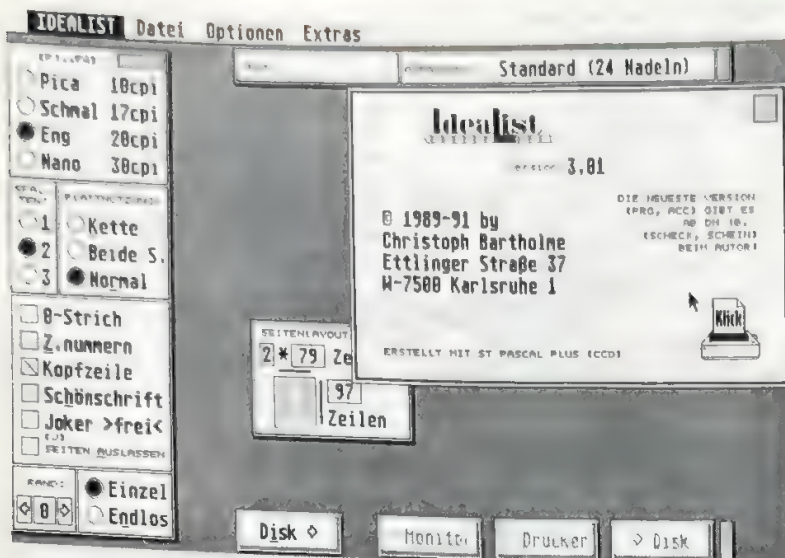 IDEALIST Datei Optionen Extras
Pica 10cpi
Schmal 17cpi
Eng 20cpi
Nano 30cpi
SPAL-
TEN:
1
2
3
Kette
Beide S.
Normal
0-Strich
Z.nummern
Kopfzeile
Schönschrift
Joker >frei<
SEITEN AUSLASSEN
RAND:
0
Einzel
Endlos
Standard (24 Nadeln)
Idealist
Version 3.01
DIE NEUESTE VERSION
(PRG, ACC) GIBT ES
AB DM 10.
(SCHECK, SCHEIN)
BEIM AUTOR!
© 1989-91 by
Christoph Bartholme
Ettlinger Straße 37
W-7500 Karlsruhe 1
Klick
ERSTELLT MIT ST PASCAL PLUS (CCD)
SEITENLAYOUT
2 * 79 Ze
97
Zeilen
Disk
Monitor
Drucker
Disk